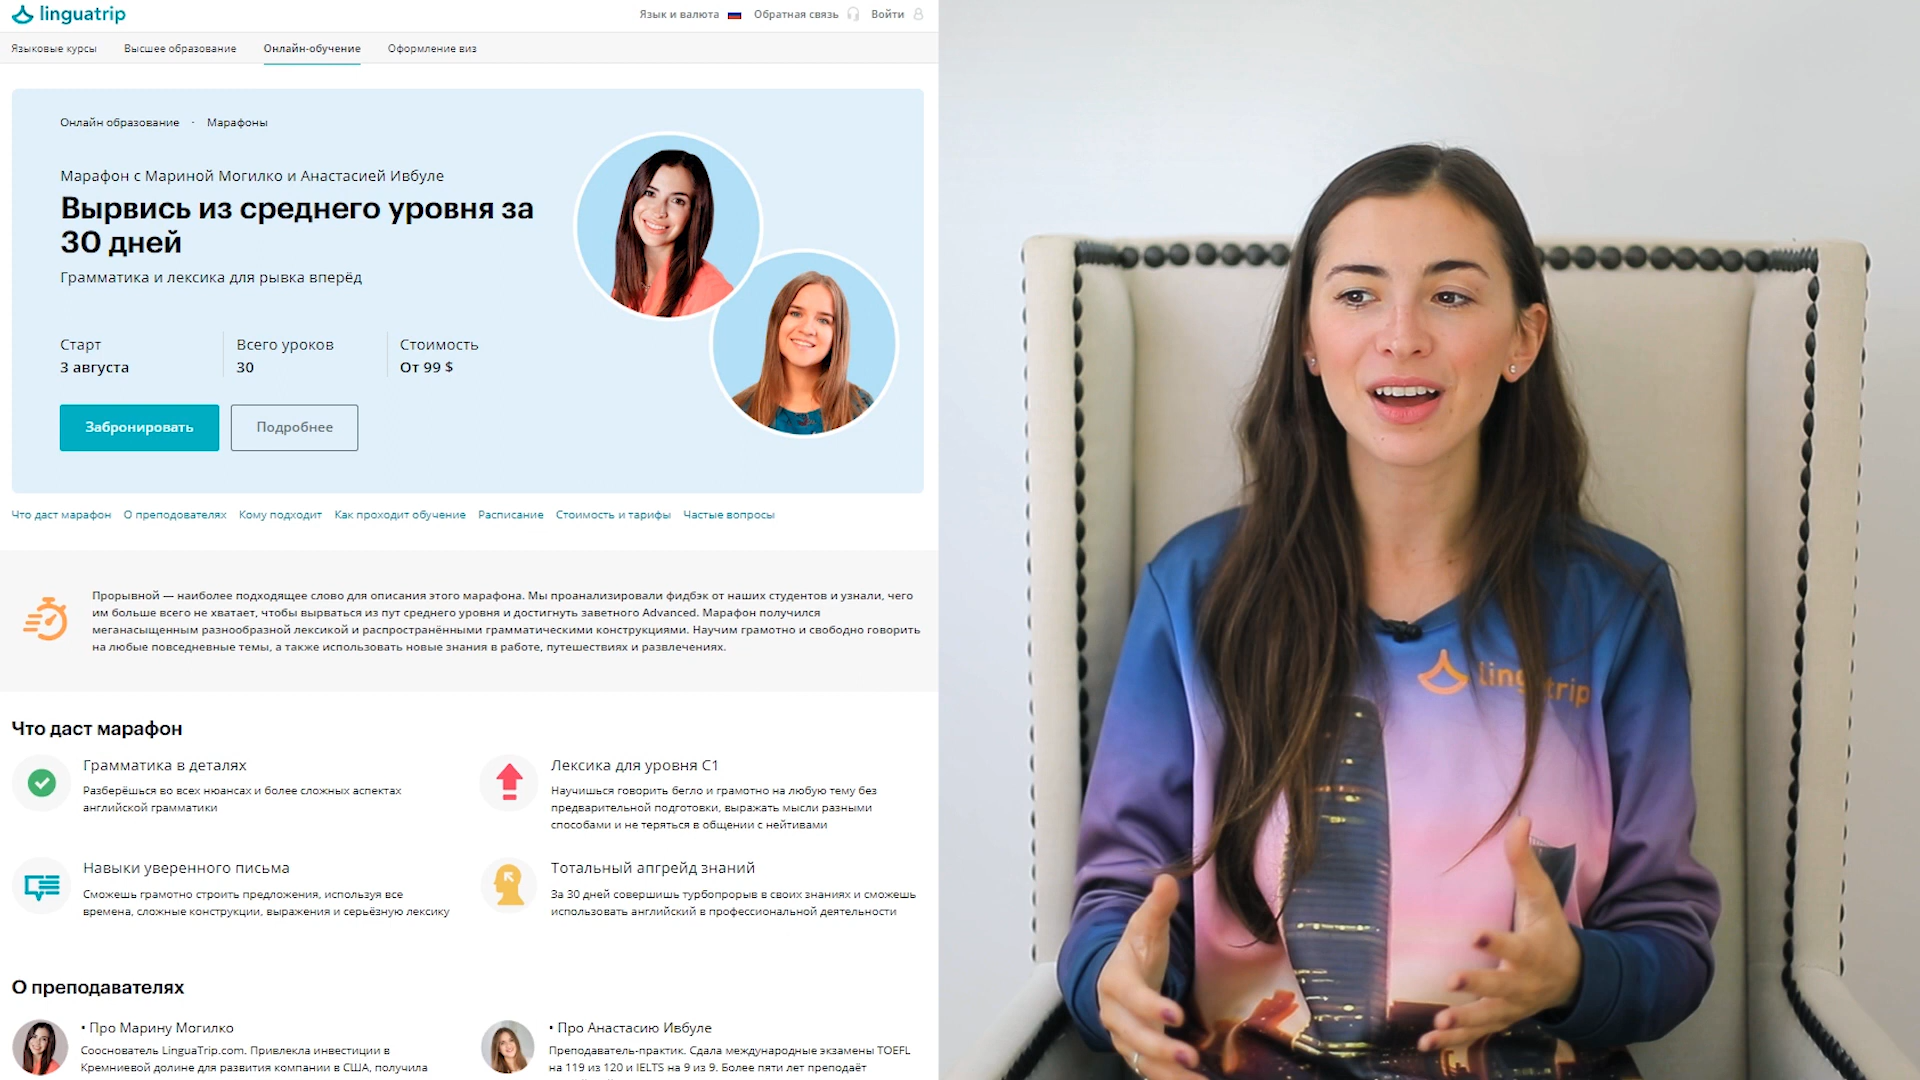 linguatrip
Язык и валюта
Обратная связь
Войти
Языковые курсы
Высшее образование
Онлайн-обучение
Оформление виз
Онлайн образование · Марафоны
Марафон с Мариной Могилко и Анастасией Ивбуле
Вырвись из среднего уровня за
30 дней
Грамматика и лексика для рывка вперёд
Старт
3 августа
Всего уроков
30
Стоимость
От 99 $
Забронировать
Подробнее
Что даст марафон
О преподователях
Кому подходит
Как проходит обучение
Расписание
Стоимость и тарифы
Частые вопросы
Прорывной — наиболее подходящее слово для описания этого марафона. Мы проанализировали фидбэк от наших студентов и узнали, чего
им больше всего не хватает, чтобы вырваться из пут среднего уровня и достигнуть заветного Advanced. Марафон получился
меганасыщенным разнообразной лексикой и распространёнными грамматическими конструкциями. Научим грамотно и свободно говорить
на любые повседневные темы, а также использовать новые знания в работе, путешествиях и развлечениях.
Что даст марафон
Грамматика в деталях
Разберёшься во всех нюансах и более сложных аспектах
английской грамматики
Лексика для уровня C1
Научишься говорить бегло и грамотно на любую тему без
предварительной подготовки, выражать мысли разными
способами и не теряться в общении с нейтивами
Навыки уверенного письма
Сможешь грамотно строить предложения, используя все
времена, сложные конструкции, выражения и серьёзную лексику
Тотальный апгрейд знаний
За 30 дней совершишь турбопрорыв в своих знаниях и сможешь
использовать английский в профессиональной деятельности
О преподавателях
• Про Марину Могилко
Сооснователь LinguaTrip.com. Привлекла инвестиции в
Кремниевой долине для развития компании в США, получила
• Про Анастасию Ивбуле
Преподаватель-практик. Сдала международные экзамены TOEFL
на 119 из 120 и IELTS на 9 из 9. Более пяти лет преподаёт
linguatrip